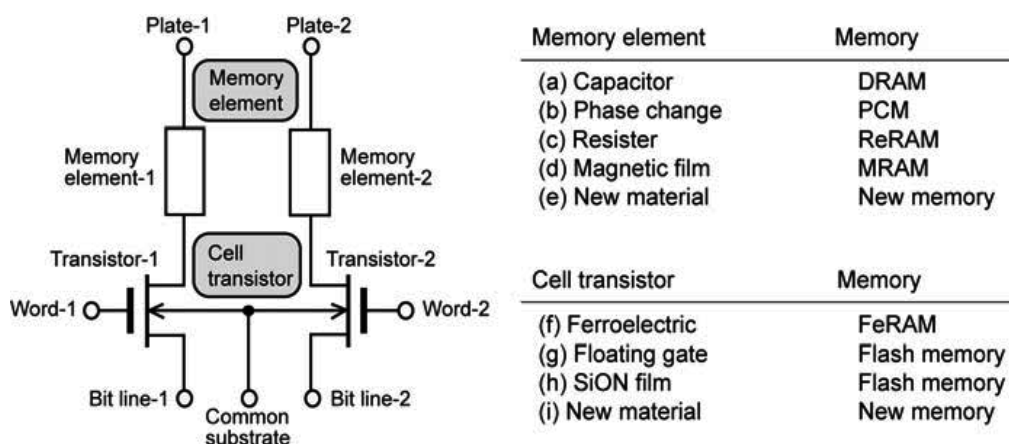 Plate-1 Plate-2
Memory
element
Memory
element-1
Memory
element-2
Cell
transistor
Transistor-1
Transistor-2
Word-1
Word-2
Bit line-1
Bit line-2
Common
substrate
Memory element Memory
(a) Capacitor DRAM
(b) Phase change PCM
(c) Resister ReRAM
(d) Magnetic film MRAM
(e) New material New memory
Cell transistor Memory
(f) Ferroelectric FeRAM
(g) Floating gate Flash memory
(h) SiON film Flash memory
(i) New material New memory